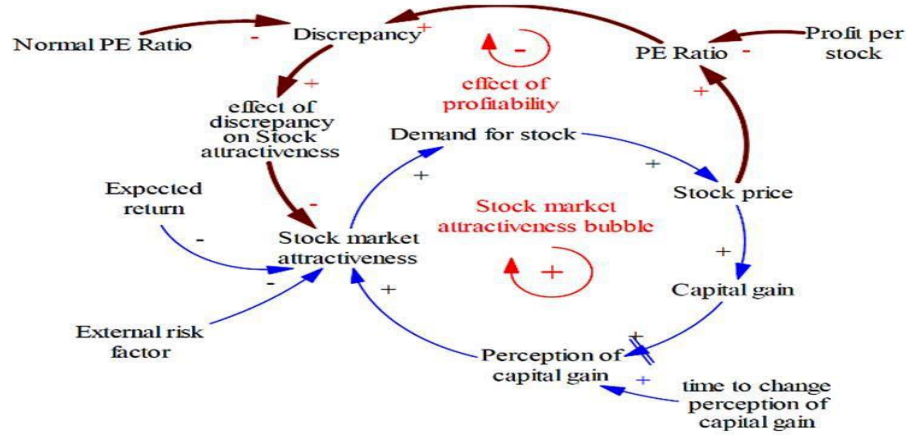 Normal PE Ratio
-
Discrepancy
+
-
effect of
profitability
PE Ratio
-
Profit per
stock
+
effect of
discrepancy
on Stock
attractiveness
+
Demand for stock
+
+
Stock price
Expected
return
-
-
Stock market
attractiveness
Stock market
attractiveness bubble
+
+
Capital gain
-
External risk
factor
+
Perception of
capital gain
+
+
time to change
perception of
capital gain